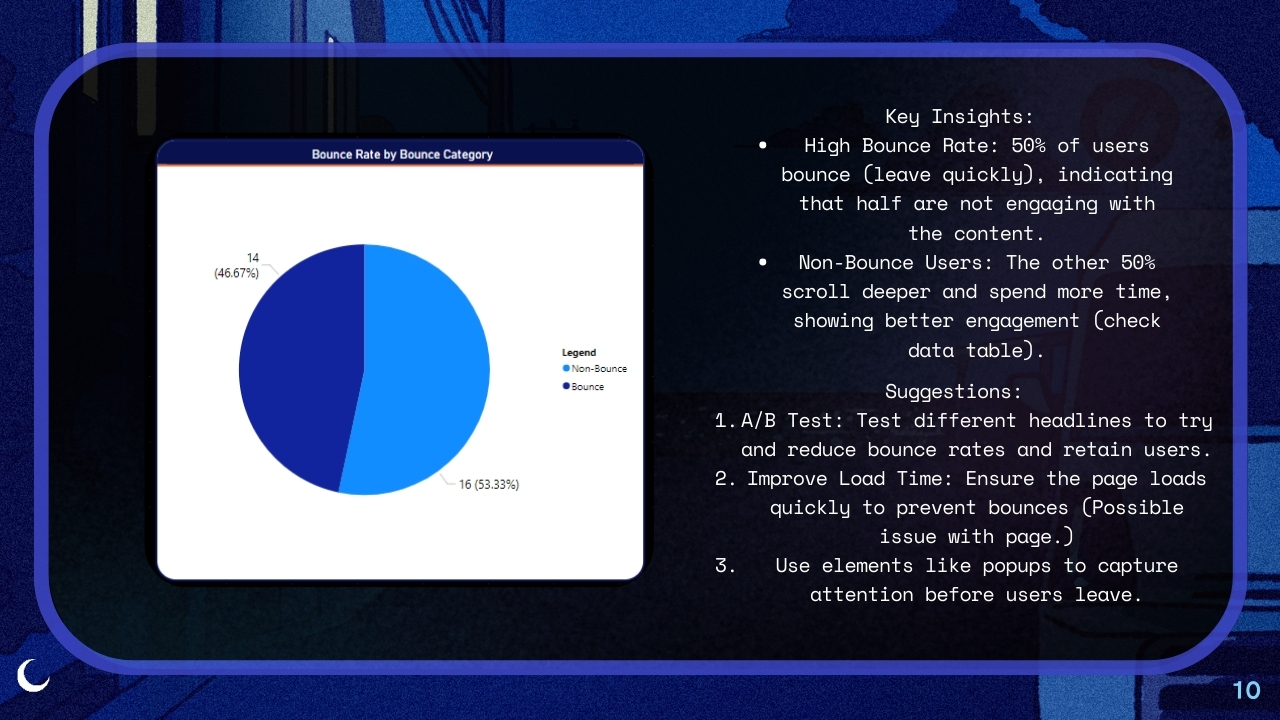 Bounce Rate by Bounce Category
14
(46.67%)
16 (53.33%)
Legend
Non-Bounce
Bounce
Key Insights:
• High Bounce Rate: 50% of users
bounce (leave quickly), indicating
that half are not engaging with
the content.
• Non-Bounce Users: The other 50%
scroll deeper and spend more time,
showing better engagement (check
data table).
Suggestions:
1. A/B Test: Test different headlines to try
and reduce bounce rates and retain users.
2. Improve Load Time: Ensure the page loads
quickly to prevent bounces (Possible
issue with page.)
3. Use elements like popups to capture
attention before users leave.
10